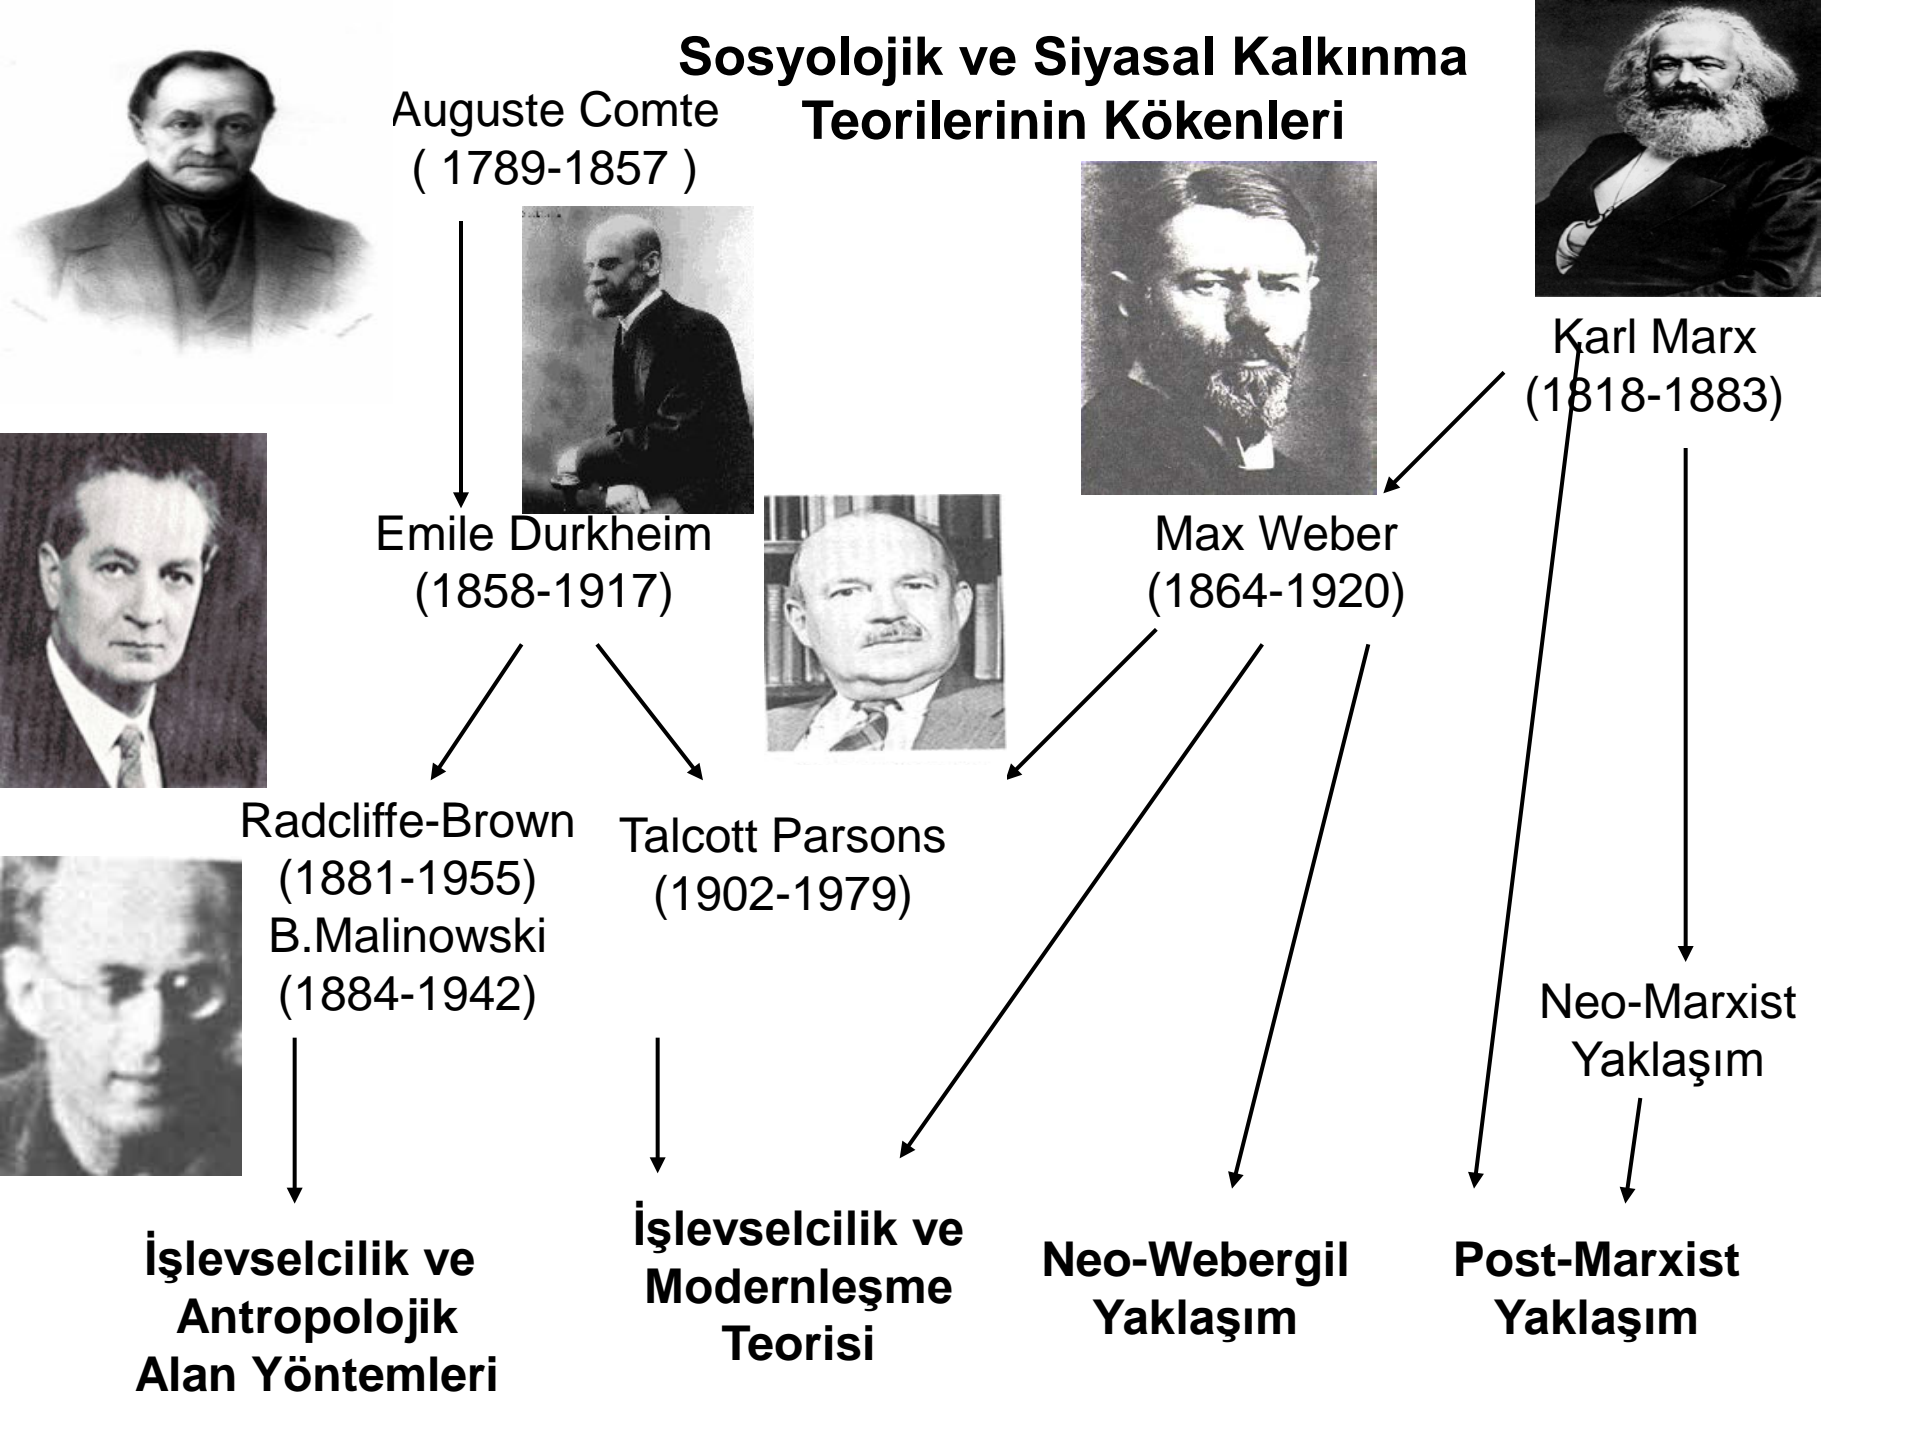 Sosyolojik ve Siyasal Kalkınma
Teorilerinin Kökenleri
Auguste Comte
( 1789-1857 )
Karl Marx
(1818-1883)
Emile Durkheim
(1858-1917)
Max Weber
(1864-1920)
Radcliffe-Brown
(1881-1955)
B.Malinowski
(1884-1942)
Talcott Parsons
(1902-1979)
Neo-Marxist
Yaklaşım
İşlevselcilik ve
Antropolojik
Alan Yöntemleri
İşlevselcilik ve
Modernleşme
Teorisi
Neo-Webergil
Yaklaşım
Post-Marxist
Yaklaşım